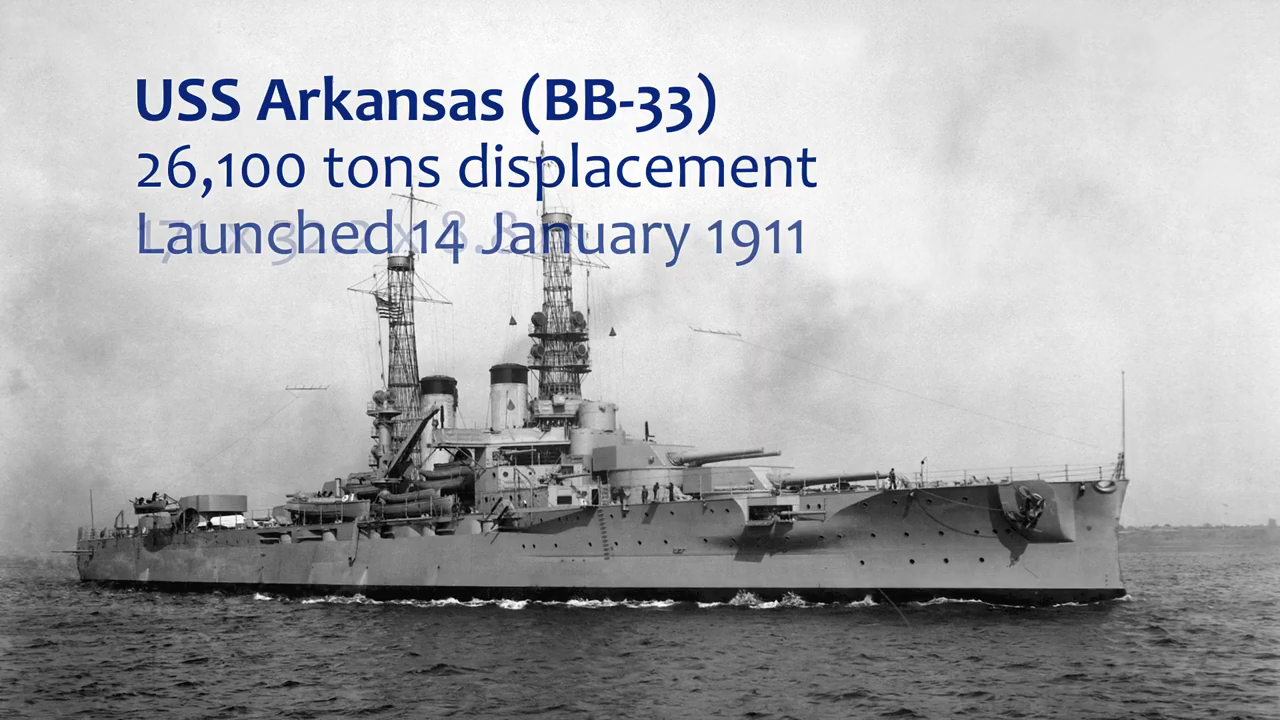 USS Arkansas (BB-33)
26,100 tons displacement
Launched 14 January 1911